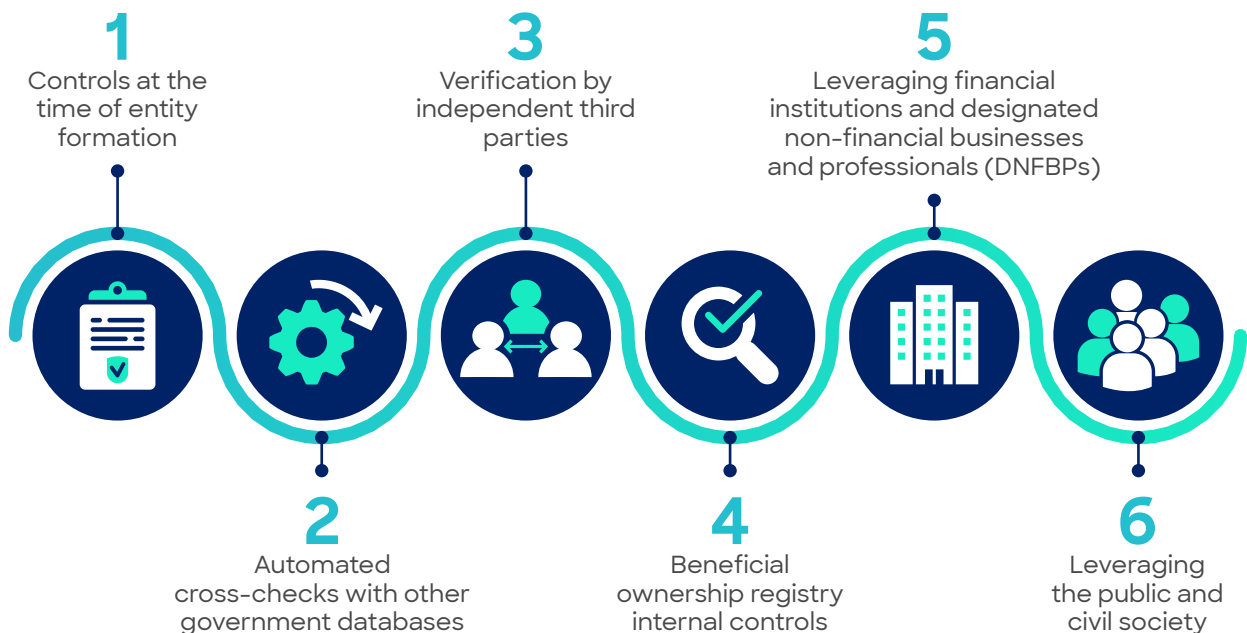 1
Controls at the
time of entity
formation
2
Automated
cross-checks with other
government databases
3
Verification by
independent third
parties
4
Beneficial
ownership registry
internal controls
5
Leveraging financial
institutions and designated
non-financial businesses
and professionals (DNFBPs)
6
Leveraging
the public and
civil society